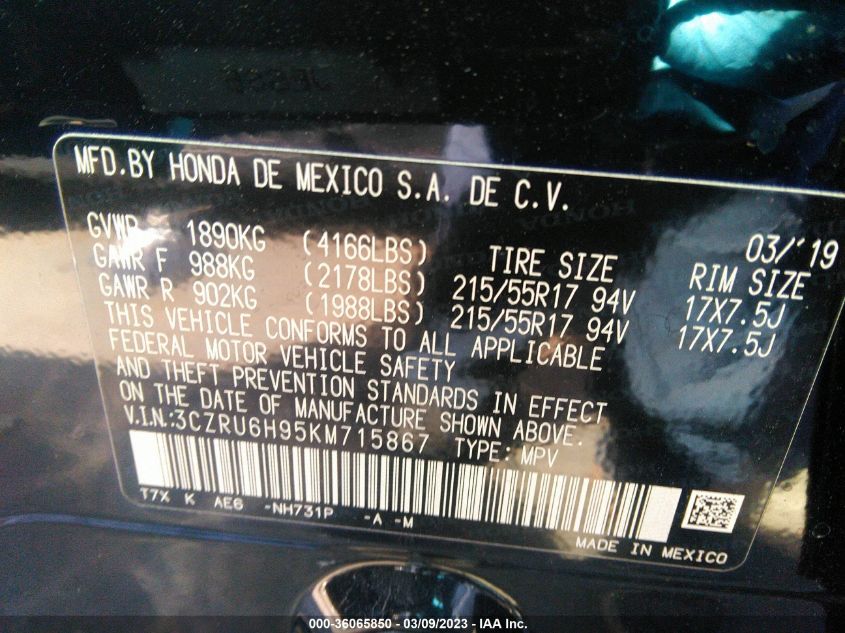 MFD.BY HONDA DE MEXICO S.A. DE C.V.
03/'19
GVWR 1890KG (4166LBS) TIRE SIZE RIM SIZE
GAWR F 988KG (2178LBS) 215/55R17 94V 17X7.5J
GAWR R 902KG (1988LBS) 215/55R17 94V 17X7.5J
THIS VEHICLE CONFORMS TO ALL APPLICABLE
FEDERAL MOTOR VEHICLE SAFETY
AND THEFT PREVENTION STANDARDS IN EFFECT
ON THE DATE OF MANUFACTURE SHOWN ABOVE.
V.I.N.:3CZRU6H95KM715867 TYPE:MPV
T7X K AE6 -NH731P -A -M
MADE IN MEXICO
000-36065850 - 03/09/2023 - IAA Inc.